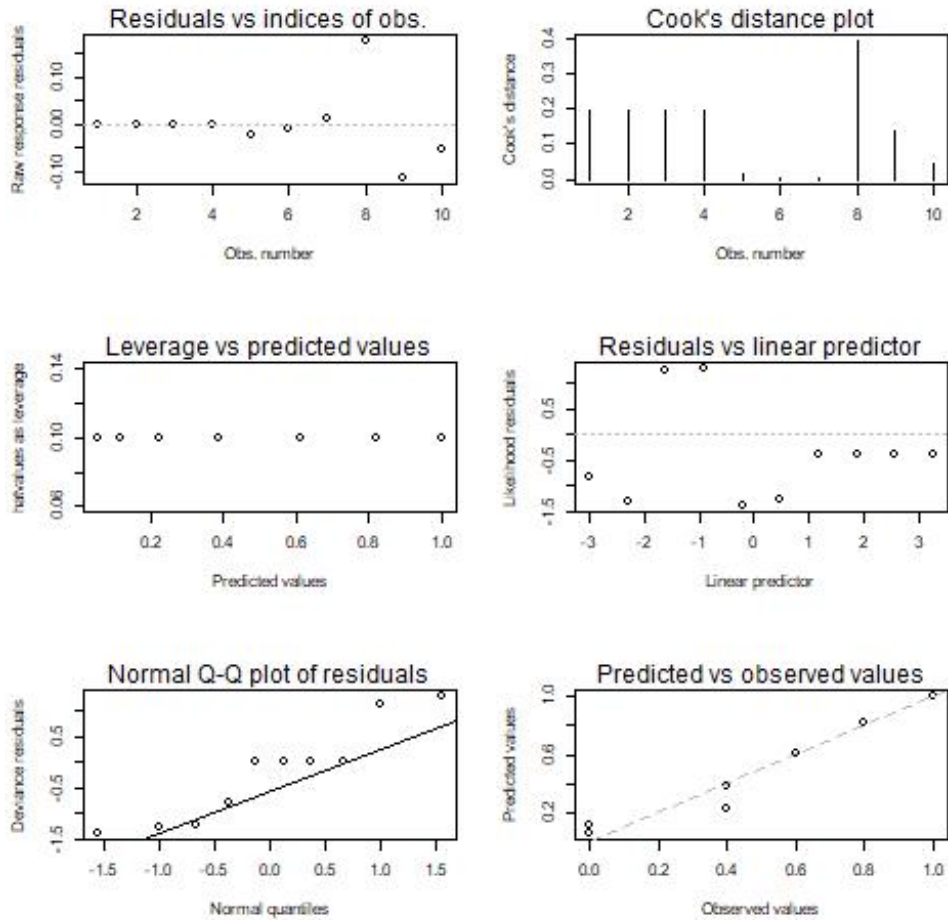 Residuals vs indices of obs.
Raw response residuals
0.10
0.00
-0.10
2 4 6 8 10
Obs. number
Cook's distance plot
Cook's distance
0.4
0.3
0.2
0.1
0.0
2 4 6 8 10
Obs. number
Leverage vs predicted values
hatvalues as leverage
0.14
0.10
0.06
0.2 0.4 0.6 0.8 1.0
Predicted values
Residuals vs linear predictor
Likelihood residuals
0.5
-0.5
-1.5
-3 -2 -1 0 1 2 3
Linear predictor
Normal Q-Q plot of residuals
Deviance residuals
0.5
-0.5
-1.5
-1.5 -1.0 -0.5 0.0 0.5 1.0 1.5
Normal quantiles
Predicted vs observed values
Predicted values
1.0
0.6
0.2
0.0 0.2 0.4 0.6 0.8 1.0
Observed values